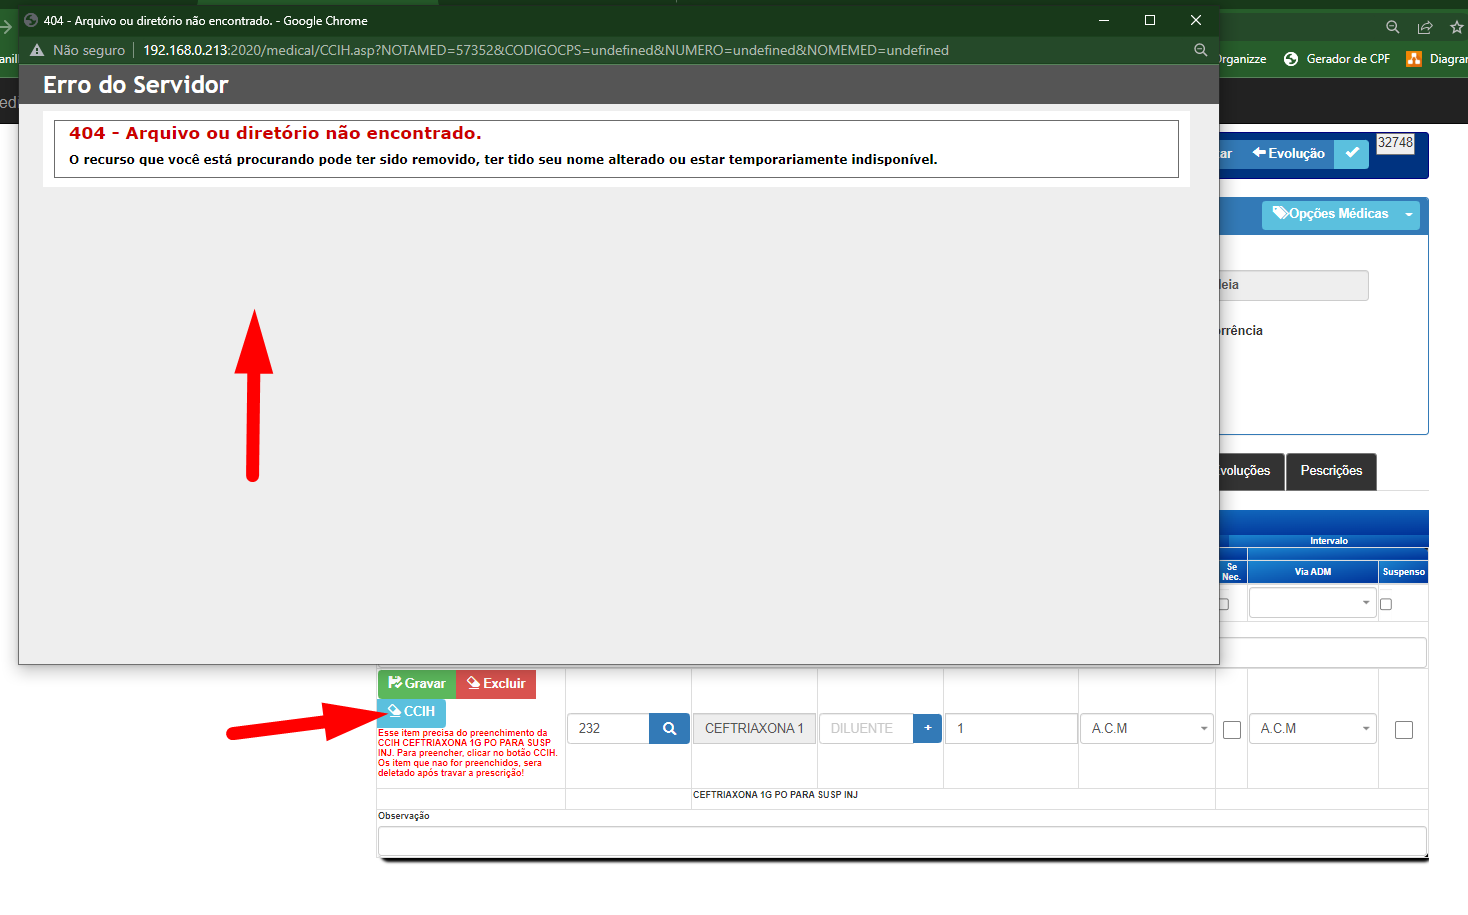 404 - Arquivo ou diretório não encontrado. - Google Chrome
Não seguro
192.168.0.213:2020/medical/CCIH.asp?NOTAMED=57352&CODIGOCPS=undefined&NUMERO=undefined&NOMEMED=undefined
Organizze
Gerador de CPF
Erro do Servidor
404 - Arquivo ou diretório não encontrado.
O recurso que você está procurando pode ter sido removido, ter tido seu nome alterado ou estar temporariamente indisponível.
Evolução
32748
Opções Médicas
voluções
Pescrições
Intervalo
Se
Nec.
Via ADM
Suspenso
Gravar
Excluir
CCIH
Esse item precisa do preenchimento da
CCIH CEFTRIAXONA 1G PO PARA SUSP
INJ. Para preencher, clicar no botão CCIH.
Os item que nao for preenchidos, sera
deletado após travar a prescrição!
232
CEFTRIAXONA 1
DILUENTE
+
1
A.C.M
A.C.M
CEFTRIAXONA 1G PO PARA SUSP INJ
Observação